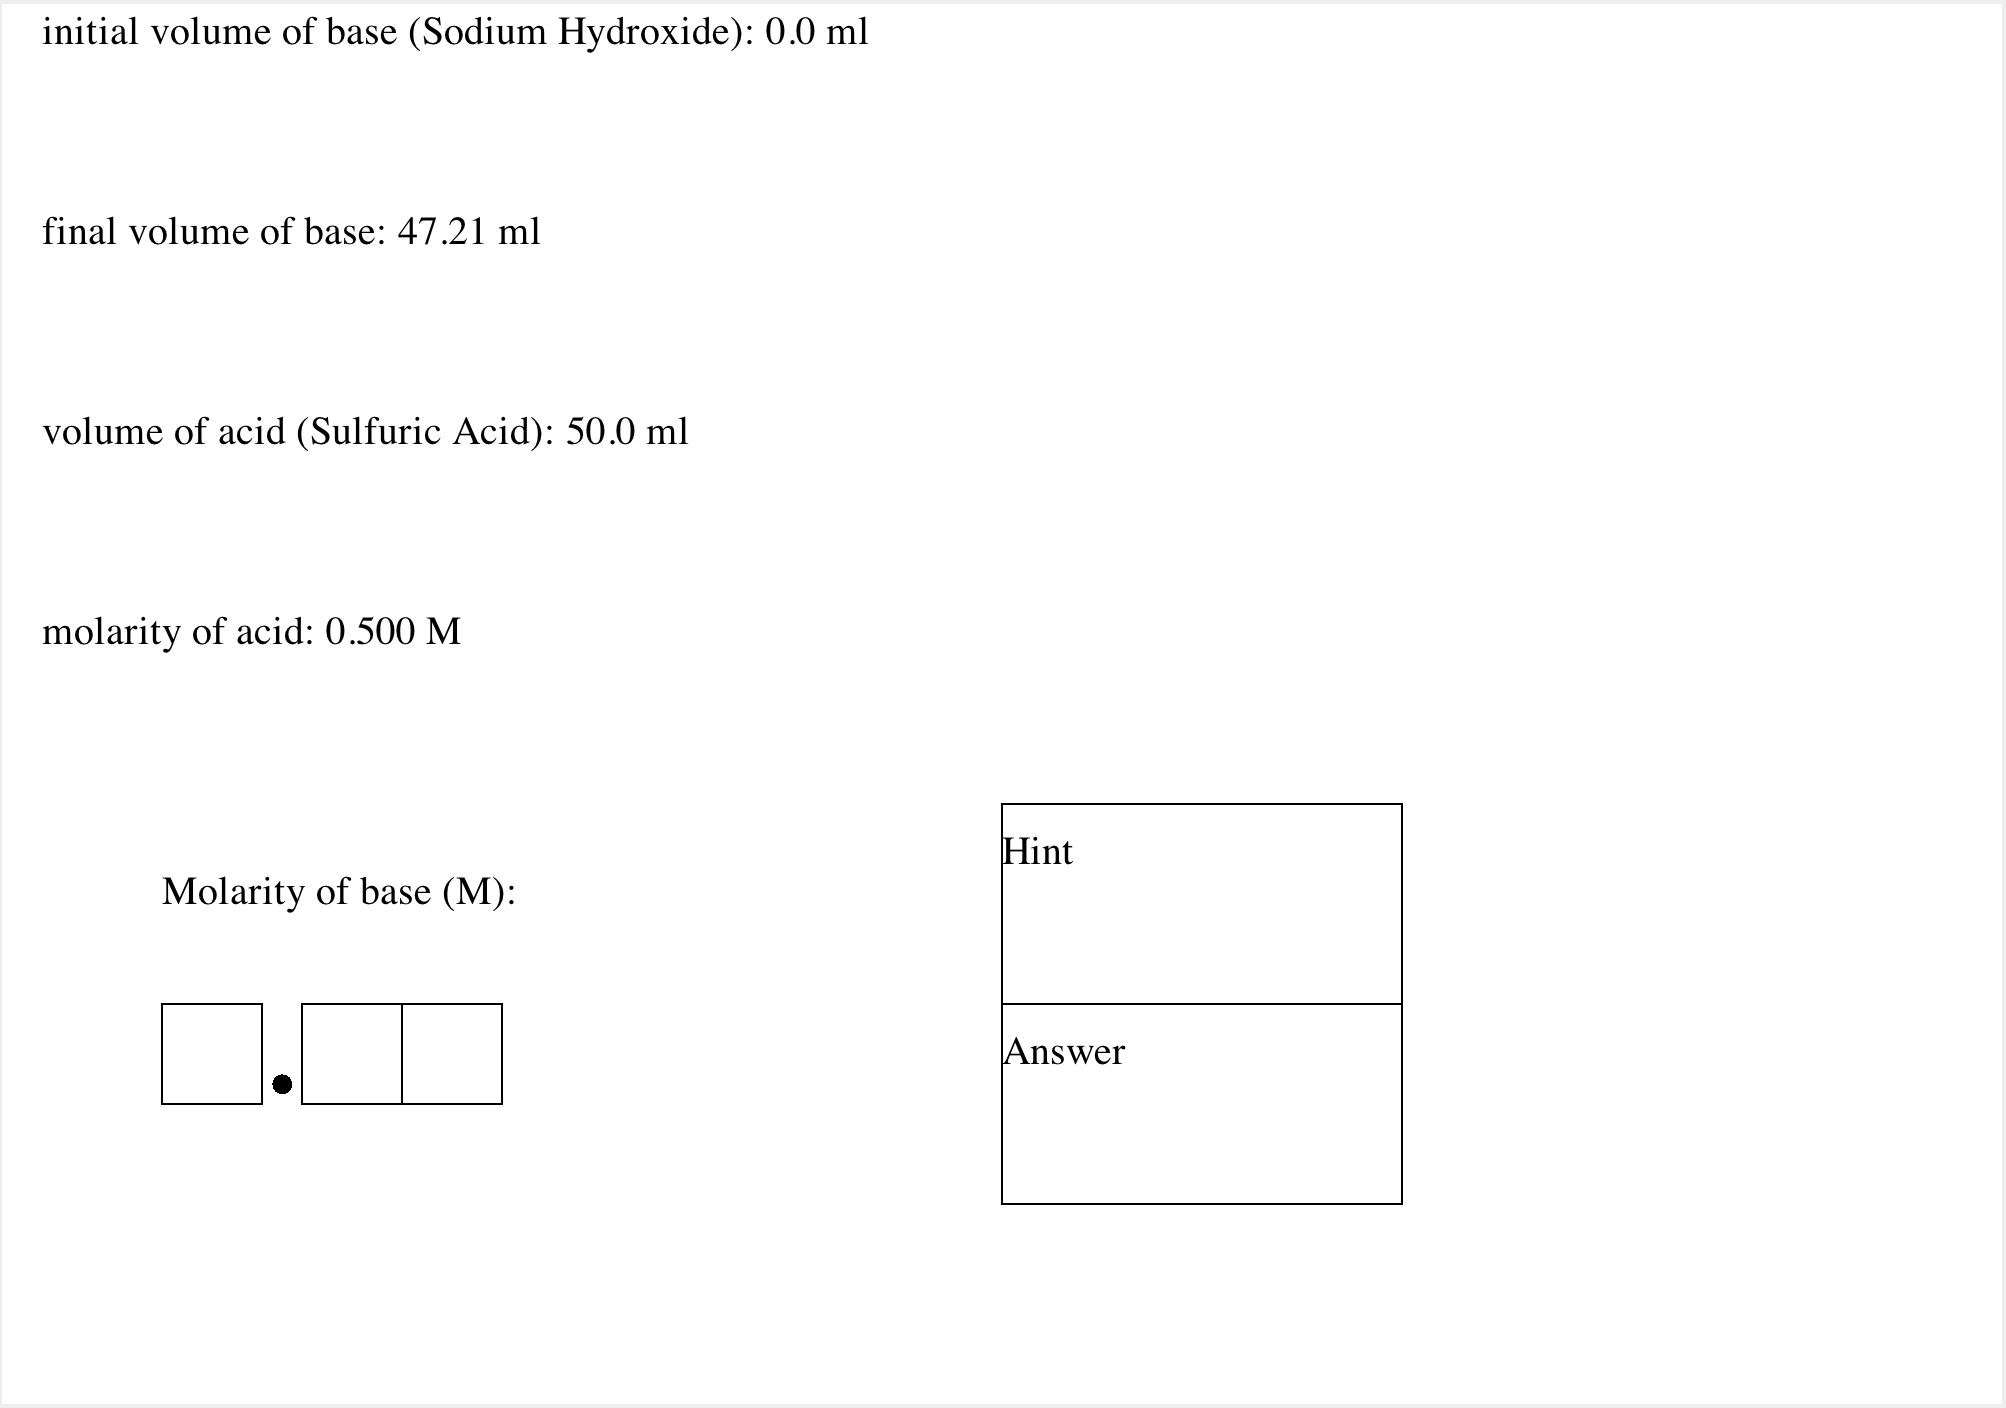 initial volume of base (Sodium Hydroxide): 0.0 ml
final volume of base: 47.21 ml
volume of acid (Sulfuric Acid): 50.0 ml
molarity of acid: 0.500 M
Molarity of base (M):
Hint
Answer